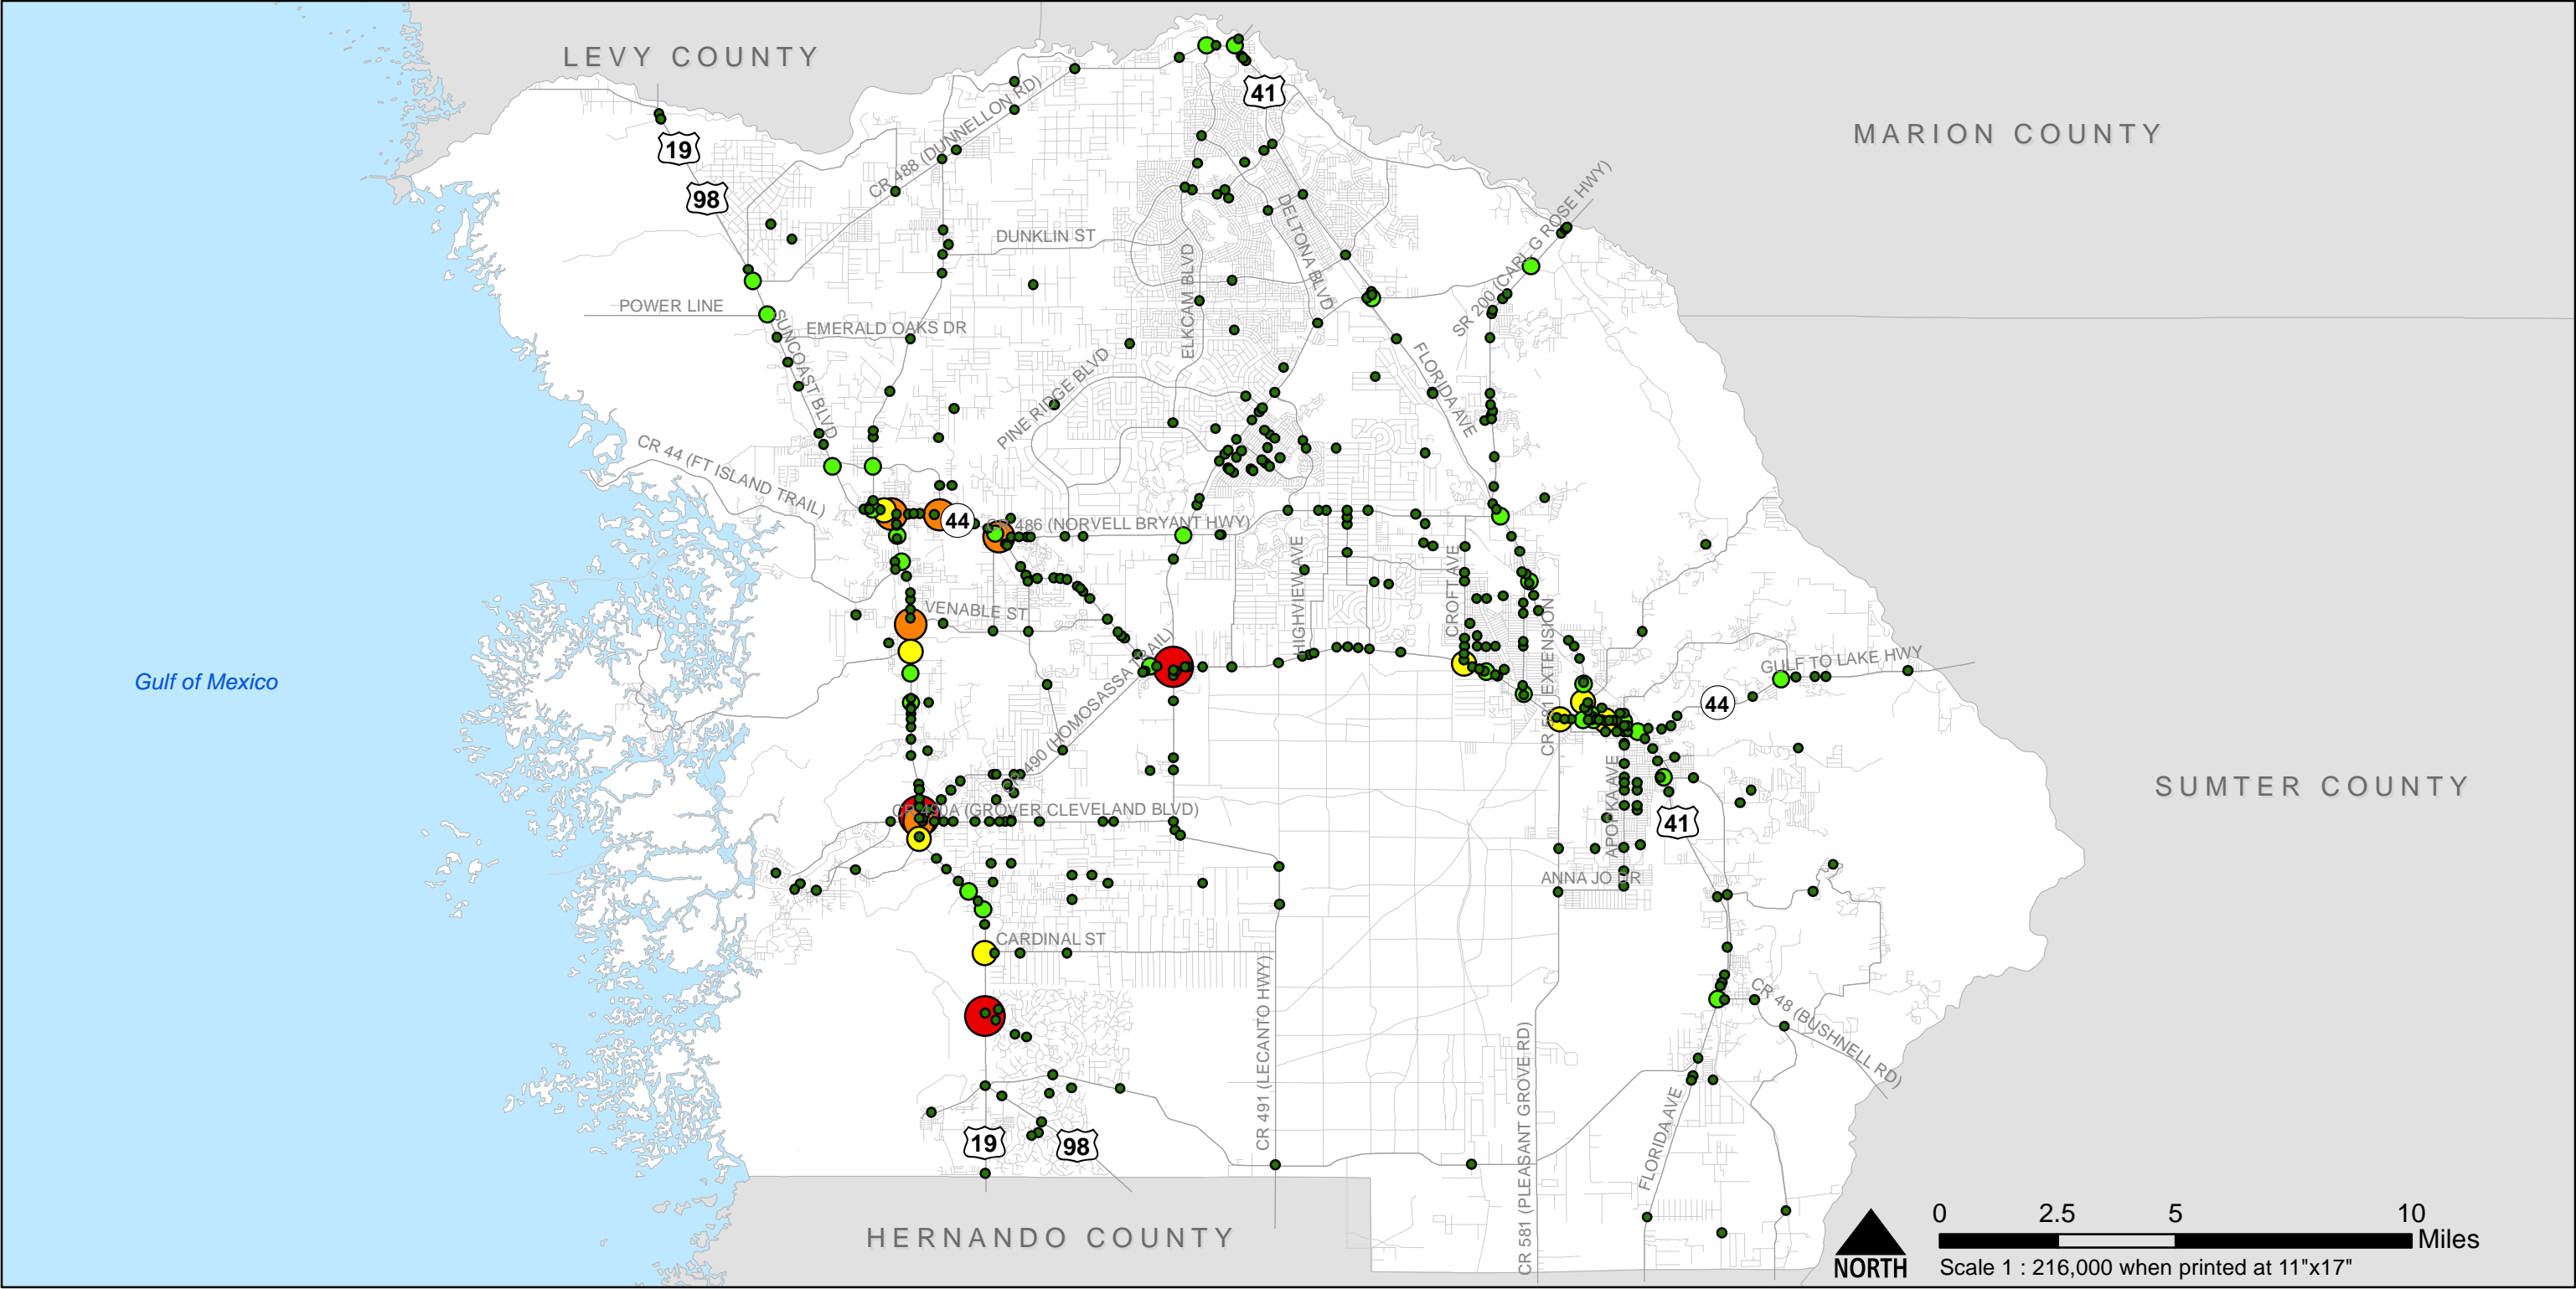 LEVY COUNTY
41
MARION COUNTY
19
98
CR 488 (DUNNELLON RD)
SR 200 (CARL G ROSE HWY)
DUNKLIN ST
DELTONA BLVD
ELKCAM BLVD
POWER LINE
SUNCOAST BLVD
EMERALD OAKS DR
PINE RIDGE BLVD
FLORIDA AVE
CR 44 (FT ISLAND TRAIL)
44
CR 486 (NORVELL BRYANT HWY)
HIGHVIEW AVE
CROFT AVE
VENABLE ST
CR 581 EXTENSION
GULF TO LAKE HWY
Gulf of Mexico
44
CR 490 (HOMOSASSA TRAIL)
SUMTER COUNTY
CR 490A (GROVER CLEVELAND BLVD)
APOPKA AVE
41
ANNA JO DR
CARDINAL ST
CR 48 (BUSHNELL RD)
CR 491 (LECANTO HWY)
CR 581 (PLEASANT GROVE RD)
FLORIDA AVE
19
98
HERNANDO COUNTY
0 2.5 5 10
Miles
NORTH
Scale 1 : 216,000 when printed at 11"x17"